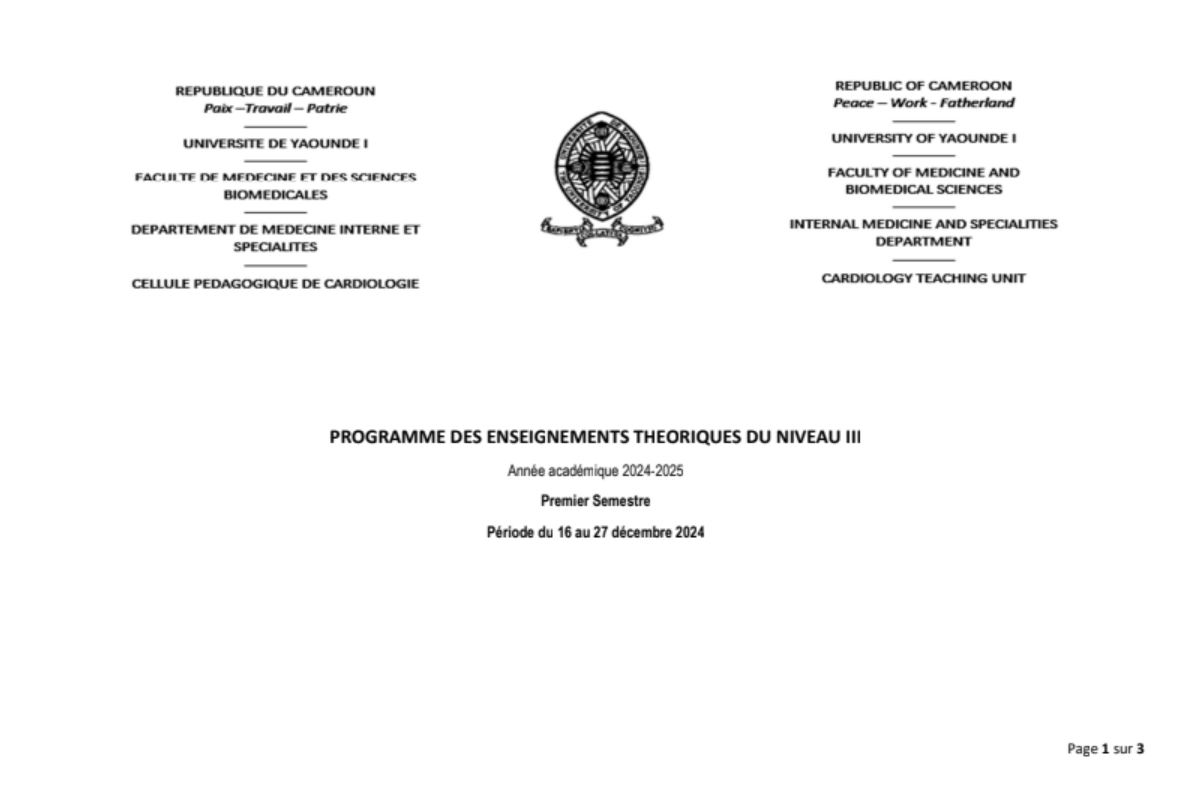 REPUBLIQUE DU CAMEROUN
Paix –Travail – Patrie
UNIVERSITE DE YAOUNDE I
FACULTE DE MEDECINE ET DES SCIENCES
BIOMEDICALES
DEPARTEMENT DE MEDECINE INTERNE ET
SPECIALITES
CELLULE PEDAGOGIQUE DE CARDIOLOGIE
REPUBLIC OF CAMEROON
Peace – Work - Fatherland
UNIVERSITY OF YAOUNDE I
FACULTY OF MEDICINE AND
BIOMEDICAL SCIENCES
INTERNAL MEDICINE AND SPECIALITIES
DEPARTMENT
CARDIOLOGY TEACHING UNIT
PROGRAMME DES ENSEIGNEMENTS THEORIQUES DU NIVEAU III
Année académique 2024-2025
Premier Semestre
Période du 16 au 27 décembre 2024
Page 1 sur 3